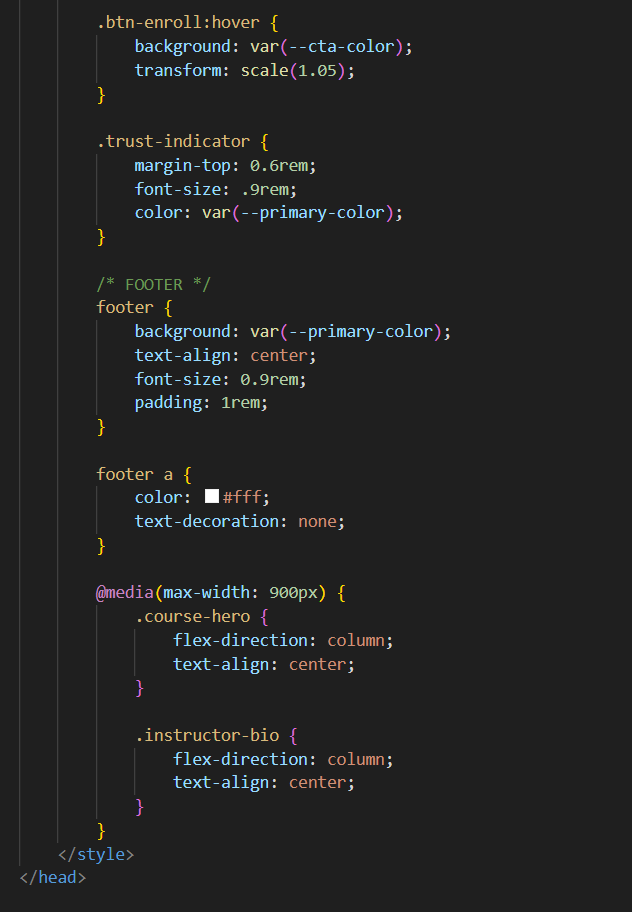 .btn-enroll:hover {
background: var(--cta-color);
transform: scale(1.05);
}
.trust-indicator {
margin-top: 0.6rem;
font-size: .9rem;
color: var(--primary-color);
}
/* FOOTER */
footer {
background: var(--primary-color);
text-align: center;
font-size: 0.9rem;
padding: 1rem;
}
footer a {
color: #fff;
text-decoration: none;
}
@media(max-width: 900px) {
.course-hero {
flex-direction: column;
text-align: center;
}
.instructor-bio {
flex-direction: column;
text-align: center;
}
}
</style>
</head>